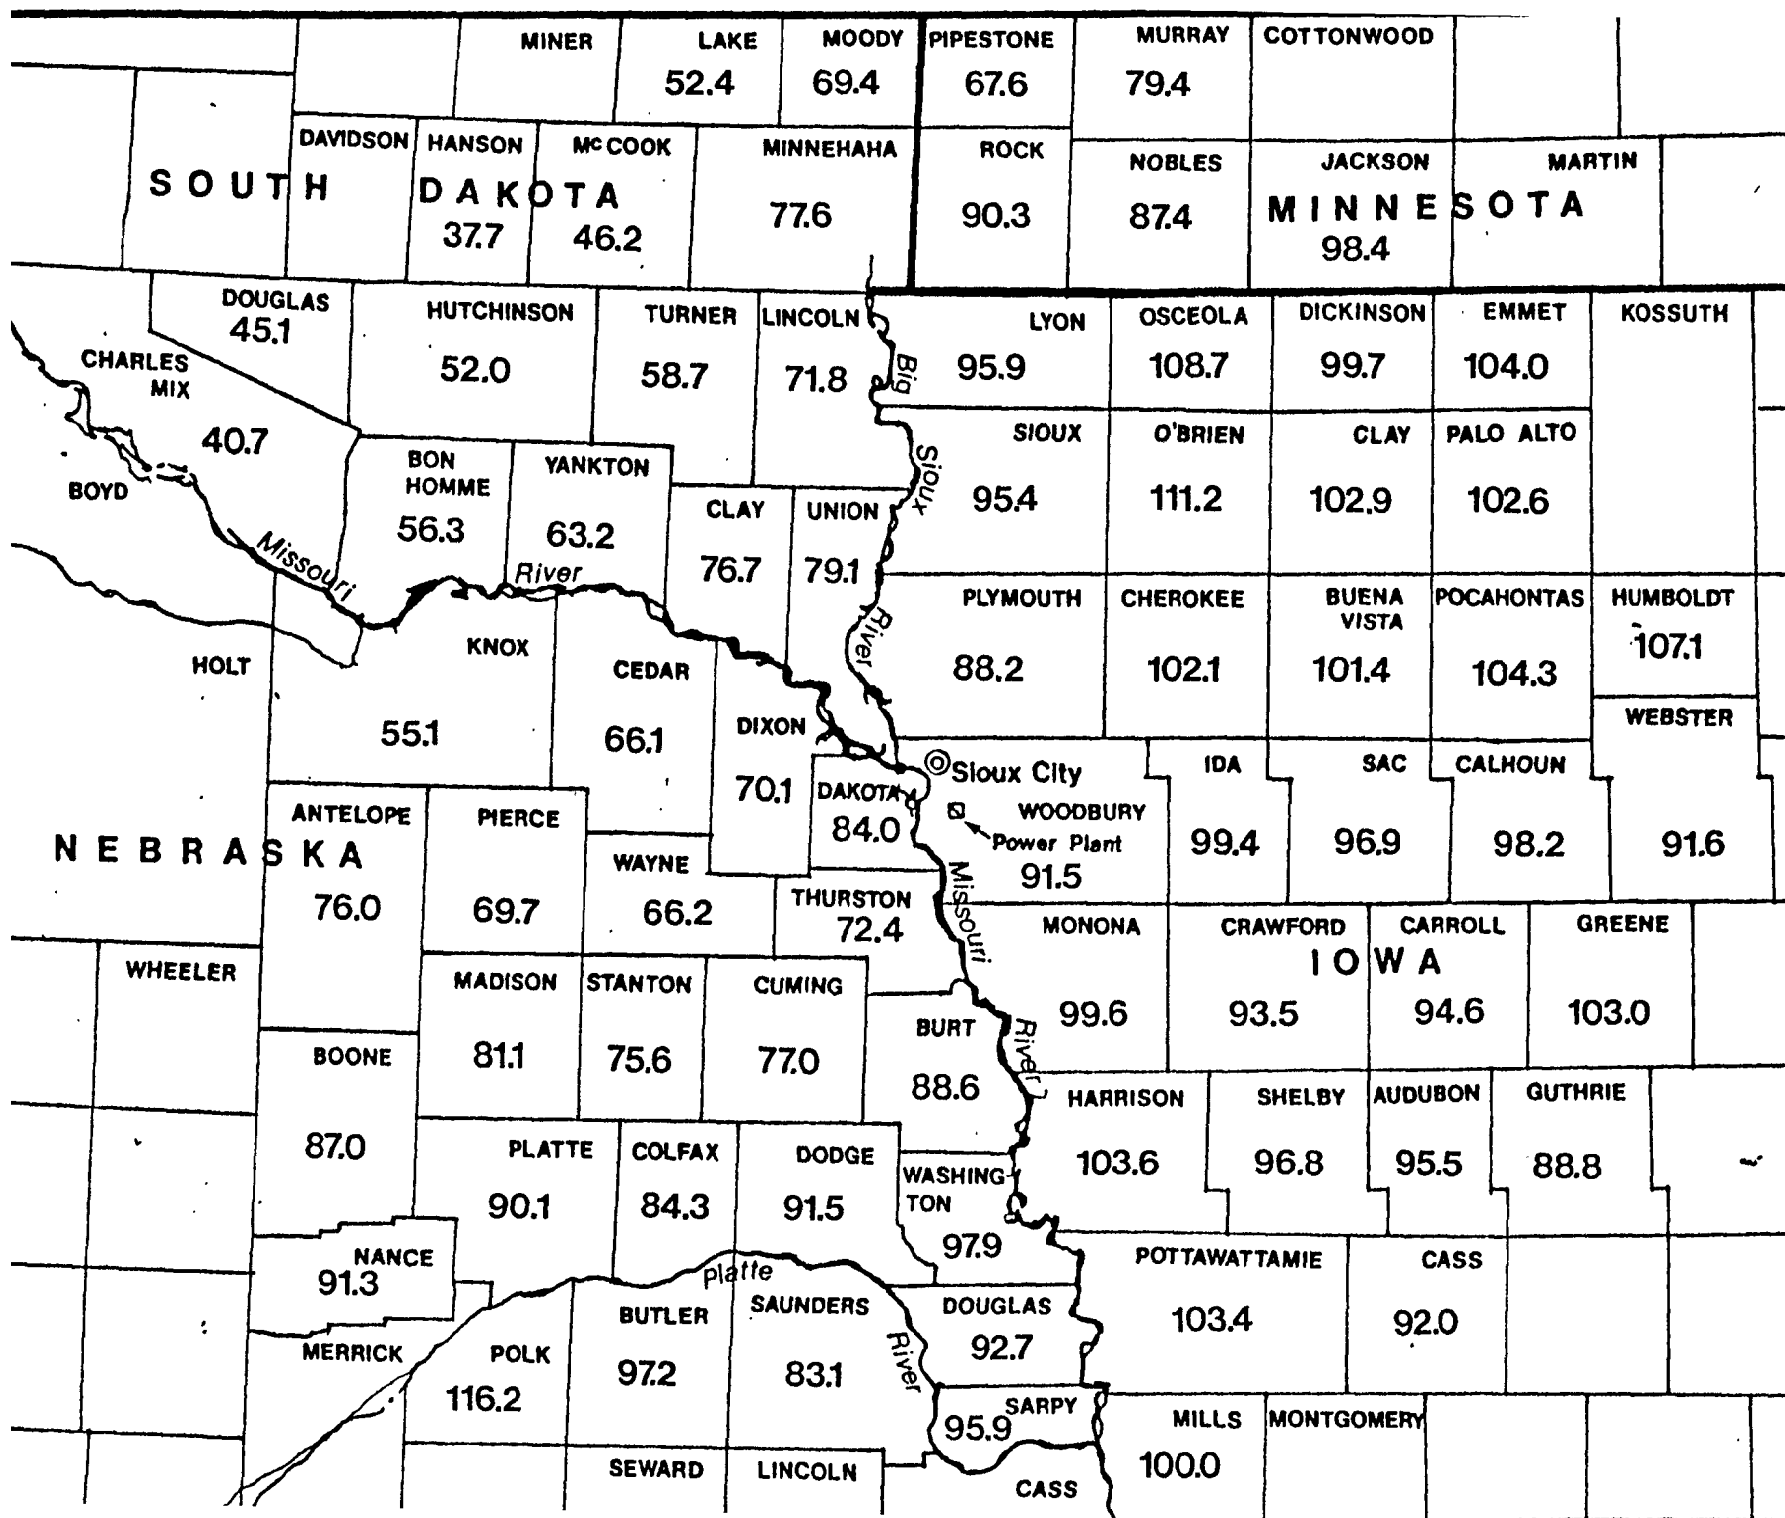 MINER
LAKE
52.4
MOODY
69.4
PIPESTONE
67.6
MURRAY
79.4
COTTONWOOD
DAVIDSON
HANSON
37.7
McCOOK
46.2
MINNEHAHA
77.6
ROCK
90.3
NOBLES
87.4
JACKSON
98.4
MARTIN
SOUTH DAKOTA
MINNESOTA
DOUGLAS
45.1
HUTCHINSON
52.0
TURNER
58.7
LINCOLN
71.8
LYON
95.9
OSCEOLA
108.7
DICKINSON
99.7
EMMET
104.0
KOSSUTH
CHARLES
MIX
40.7
BOYD
BON
HOMME
56.3
YANKTON
63.2
CLAY
76.7
UNION
79.1
Big
Sioux
River
SIOUX
95.4
O'BRIEN
111.2
CLAY
102.9
PALO ALTO
102.6
Missouri
River
PLYMOUTH
88.2
CHEROKEE
102.1
BUENA
VISTA
101.4
POCAHONTAS
104.3
HUMBOLDT
107.1
WEBSTER
91.6
HOLT
KNOX
55.1
CEDAR
66.1
DIXON
70.1
DAKOTA
84.0
Sioux City
WOODBURY
Power Plant
91.5
IDA
99.4
SAC
96.9
CALHOUN
98.2
NEBRASKA
ANTELOPE
76.0
PIERCE
69.7
WAYNE
66.2
THURSTON
72.4
Missouri
River
MONONA
99.6
CRAWFORD
93.5
CARROLL
94.6
GREENE
103.0
IOWA
WHEELER
MADISON
81.1
STANTON
75.6
CUMING
77.0
BURT
88.6
BOONE
87.0
HARRISON
103.6
SHELBY
96.8
AUDUBON
95.5
GUTHRIE
88.8
PLATTE
90.1
COLFAX
84.3
DODGE
91.5
WASHING-
TON
97.9
NANCE
91.3
Platte
River
POTTAWATTAMIE
103.4
CASS
92.0
MERRICK
POLK
116.2
BUTLER
97.2
SAUNDERS
83.1
DOUGLAS
92.7
SARPY
95.9
MILLS
100.0
MONTGOMERY
SEWARD
LINCOLN
CASS